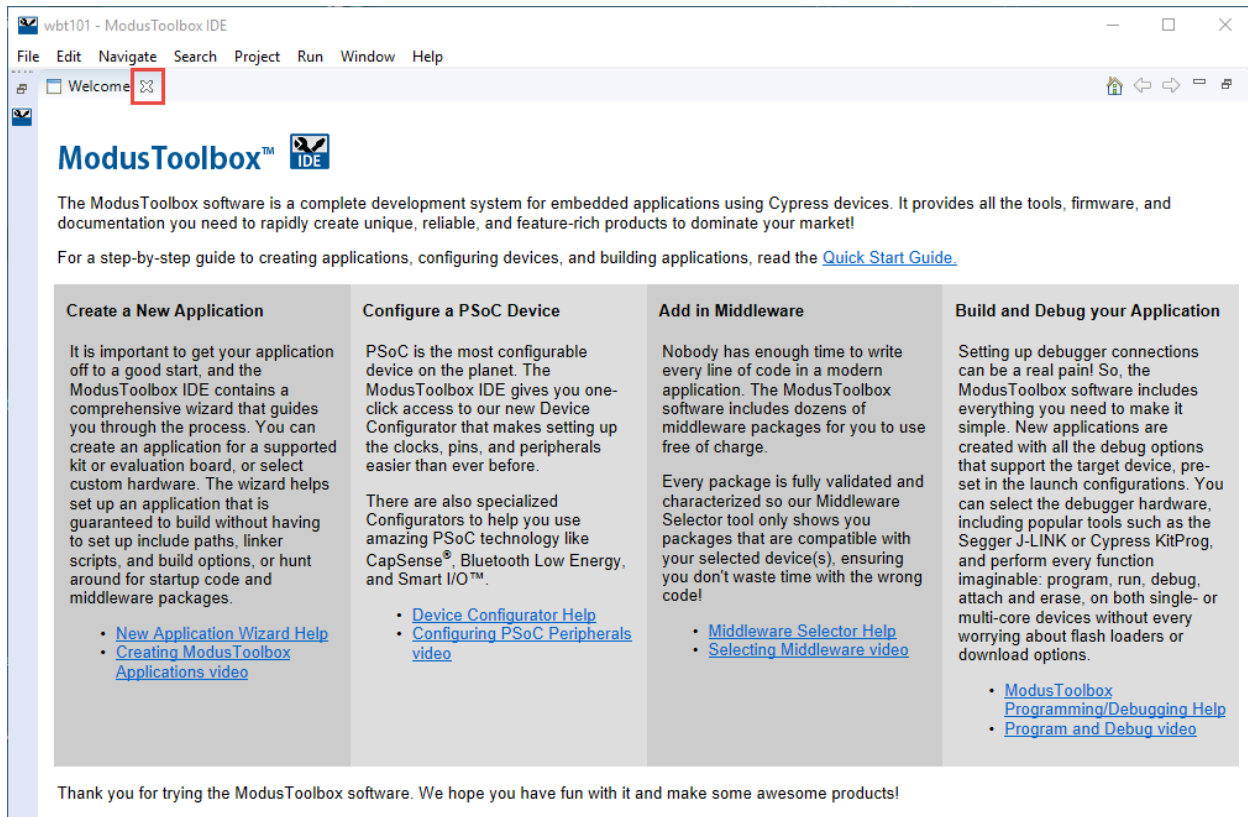 wbt101 - ModusToolbox IDE
File Edit Navigate Search Project Run Window Help
Welcome
ModusToolbox™ IDE
The ModusToolbox software is a complete development system for embedded applications using Cypress devices. It provides all the tools, firmware, and
documentation you need to rapidly create unique, reliable, and feature-rich products to dominate your market!
For a step-by-step guide to creating applications, configuring devices, and building applications, read the Quick Start Guide.
Create a New Application
It is important to get your application
off to a good start, and the
ModusToolbox IDE contains a
comprehensive wizard that guides
you through the process. You can
create an application for a supported
kit or evaluation board, or select
custom hardware. The wizard helps
set up an application that is
guaranteed to build without having
to set up include paths, linker
scripts, and build options, or hunt
around for startup code and
middleware packages.
• New Application Wizard Help
• Creating ModusToolbox
Applications video
Configure a PSoC Device
PSoC is the most configurable
device on the planet. The
ModusToolbox IDE gives you one-
click access to our new Device
Configurator that makes setting up
the clocks, pins, and peripherals
easier than ever before.
There are also specialized
Configurators to help you use
amazing PSoC technology like
CapSense®, Bluetooth Low Energy,
and Smart I/O™.
• Device Configurator Help
• Configuring PSoC Peripherals
video
Add in Middleware
Nobody has enough time to write
every line of code in a modern
application. The ModusToolbox
software includes dozens of
middleware packages for you to use
free of charge.
Every package is fully validated and
characterized so our Middleware
Selector tool only shows you
packages that are compatible with
your selected device(s), ensuring
you don't waste time with the wrong
code!
• Middleware Selector Help
• Selecting Middleware video
Build and Debug your Application
Setting up debugger connections
can be a real pain! So, the
ModusToolbox software includes
everything you need to make it
simple. New applications are
created with all the debug options
that support the target device, pre-
set in the launch configurations. You
can select the debugger hardware,
including popular tools such as the
Segger J-LINK or Cypress KitProg,
and perform every function
imaginable: program, run, debug,
attach and erase, on both single- or
multi-core devices without every
worrying about flash loaders or
download options.
• ModusToolbox
Programming/Debugging Help
• Program and Debug video
Thank you for trying the ModusToolbox software. We hope you have fun with it and make some awesome products!